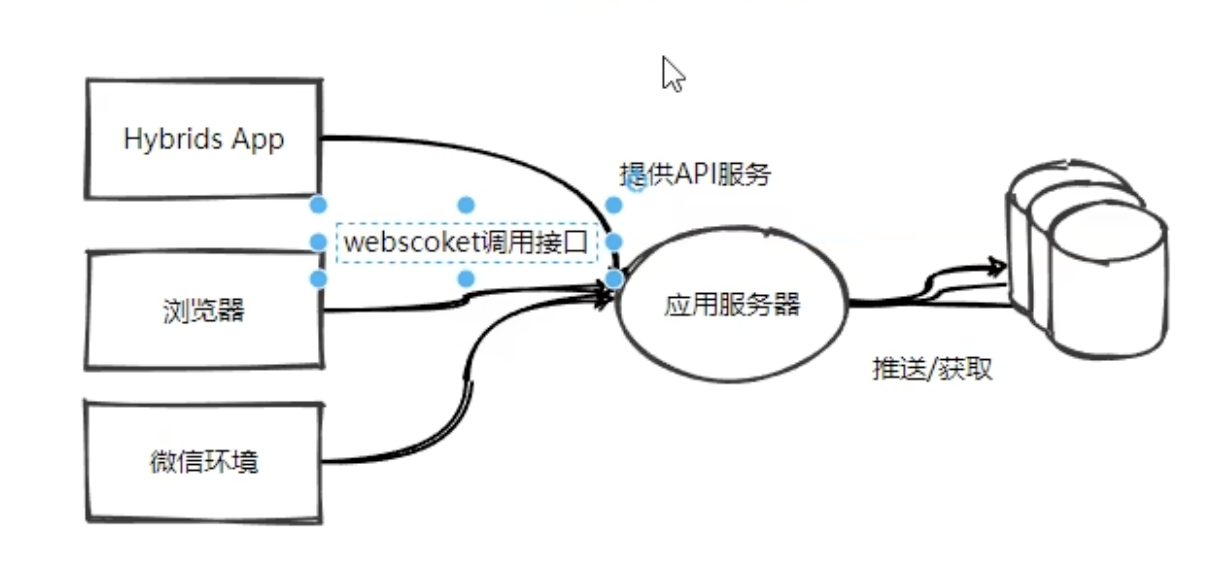 Hybrids App
提供API服务
webscoket调用接口
浏览器
应用服务器
推送/获取
微信环境